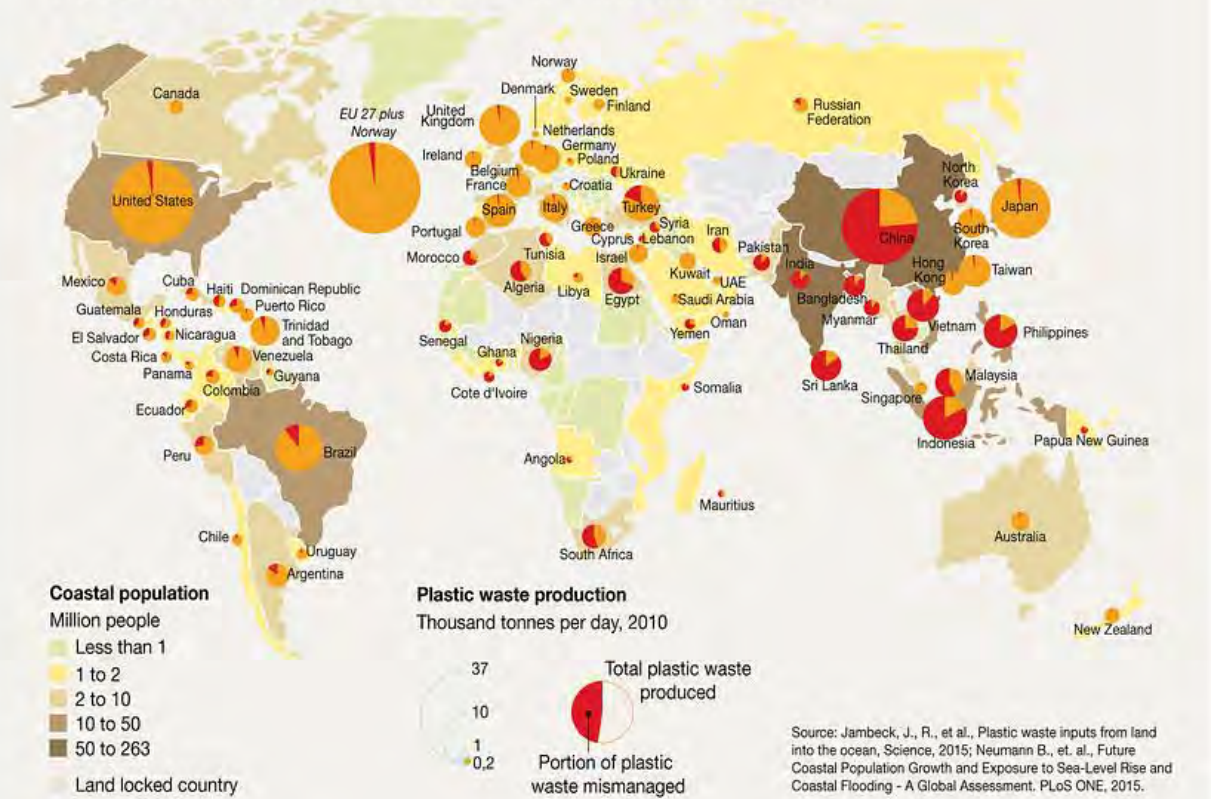 Norway
Denmark
Sweden
Finland
Canada
EU 27 plus
Norway
United
Kingdom
Russian
Federation
Netherlands
Germany
Ireland
Poland
Ukraine
Belgium
France
Croatia
North
Korea
United States
Spain
Italy
Turkey
China
Japan
Portugal
Greece
Syria
Cyprus
Lebanon
Iran
South
Korea
Morocco
Tunisia
Israel
Pakistan
India
Hong
Kong
Taiwan
Mexico
Cuba
Haiti
Dominican Republic
Puerto Rico
Algeria
Libya
Egypt
Kuwait
UAE
Saudi Arabia
Bangladesh
Guatemala
Honduras
Trinidad
and Tobago
Oman
Myanmar
Vietnam
Philippines
El Salvador
Nicaragua
Senegal
Nigeria
Yemen
Thailand
Costa Rica
Venezuela
Ghana
Panama
Guyana
Colombia
Cote d'Ivoire
Somalia
Sri Lanka
Malaysia
Singapore
Ecuador
Indonesia
Papua New Guinea
Peru
Brazil
Angola
Mauritius
Chile
Uruguay
Argentina
South Africa
Australia
New Zealand
Coastal population
Million people
Less than 1
1 to 2
2 to 10
10 to 50
50 to 263
Land locked country
Plastic waste production
Thousand tonnes per day, 2010
37
10
1
0,2
Total plastic waste
produced
Portion of plastic
waste mismanaged
Source: Jambeck, J., R., et al., Plastic waste inputs from land
into the ocean, Science, 2015; Neumann B., et. al., Future
Coastal Population Growth and Exposure to Sea-Level Rise and
Coastal Flooding - A Global Assessment. PLoS ONE, 2015.